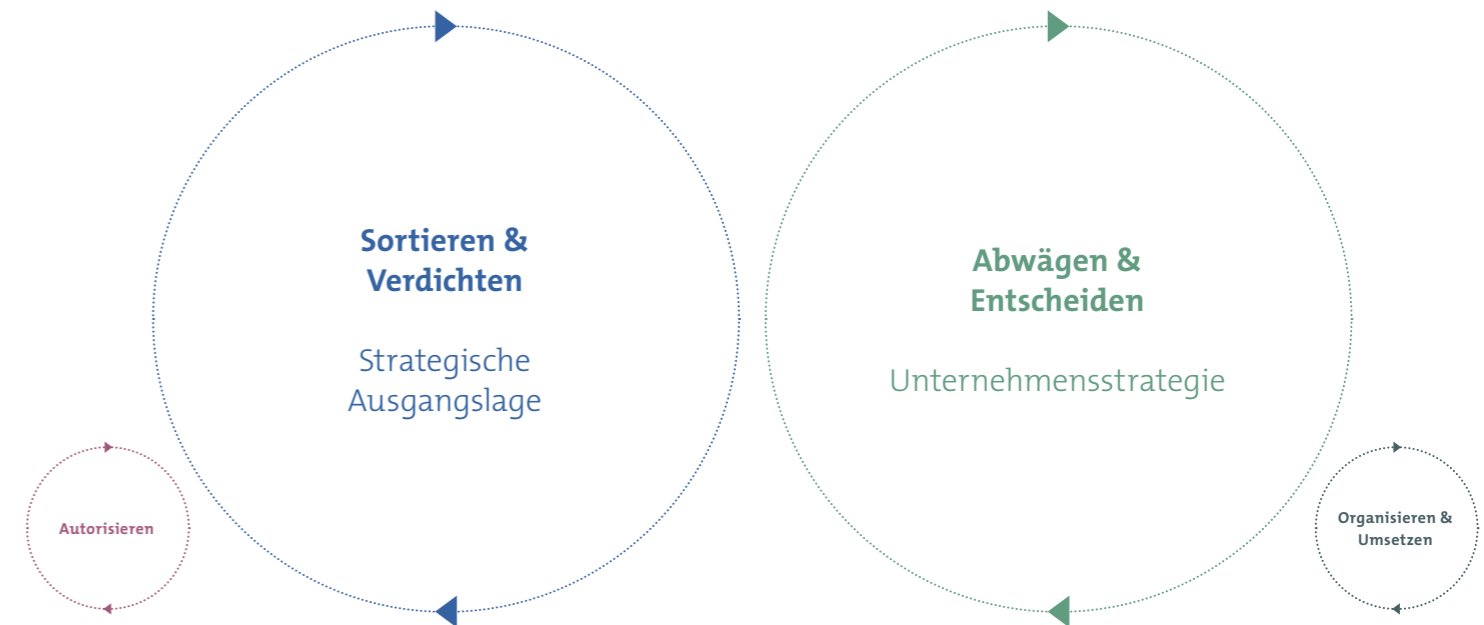 Sortieren &
Verdichten
Strategische
Ausgangslage
Abwägen &
Entscheiden
Unternehmensstrategie
Autorisieren
Organisieren &
Umsetzen